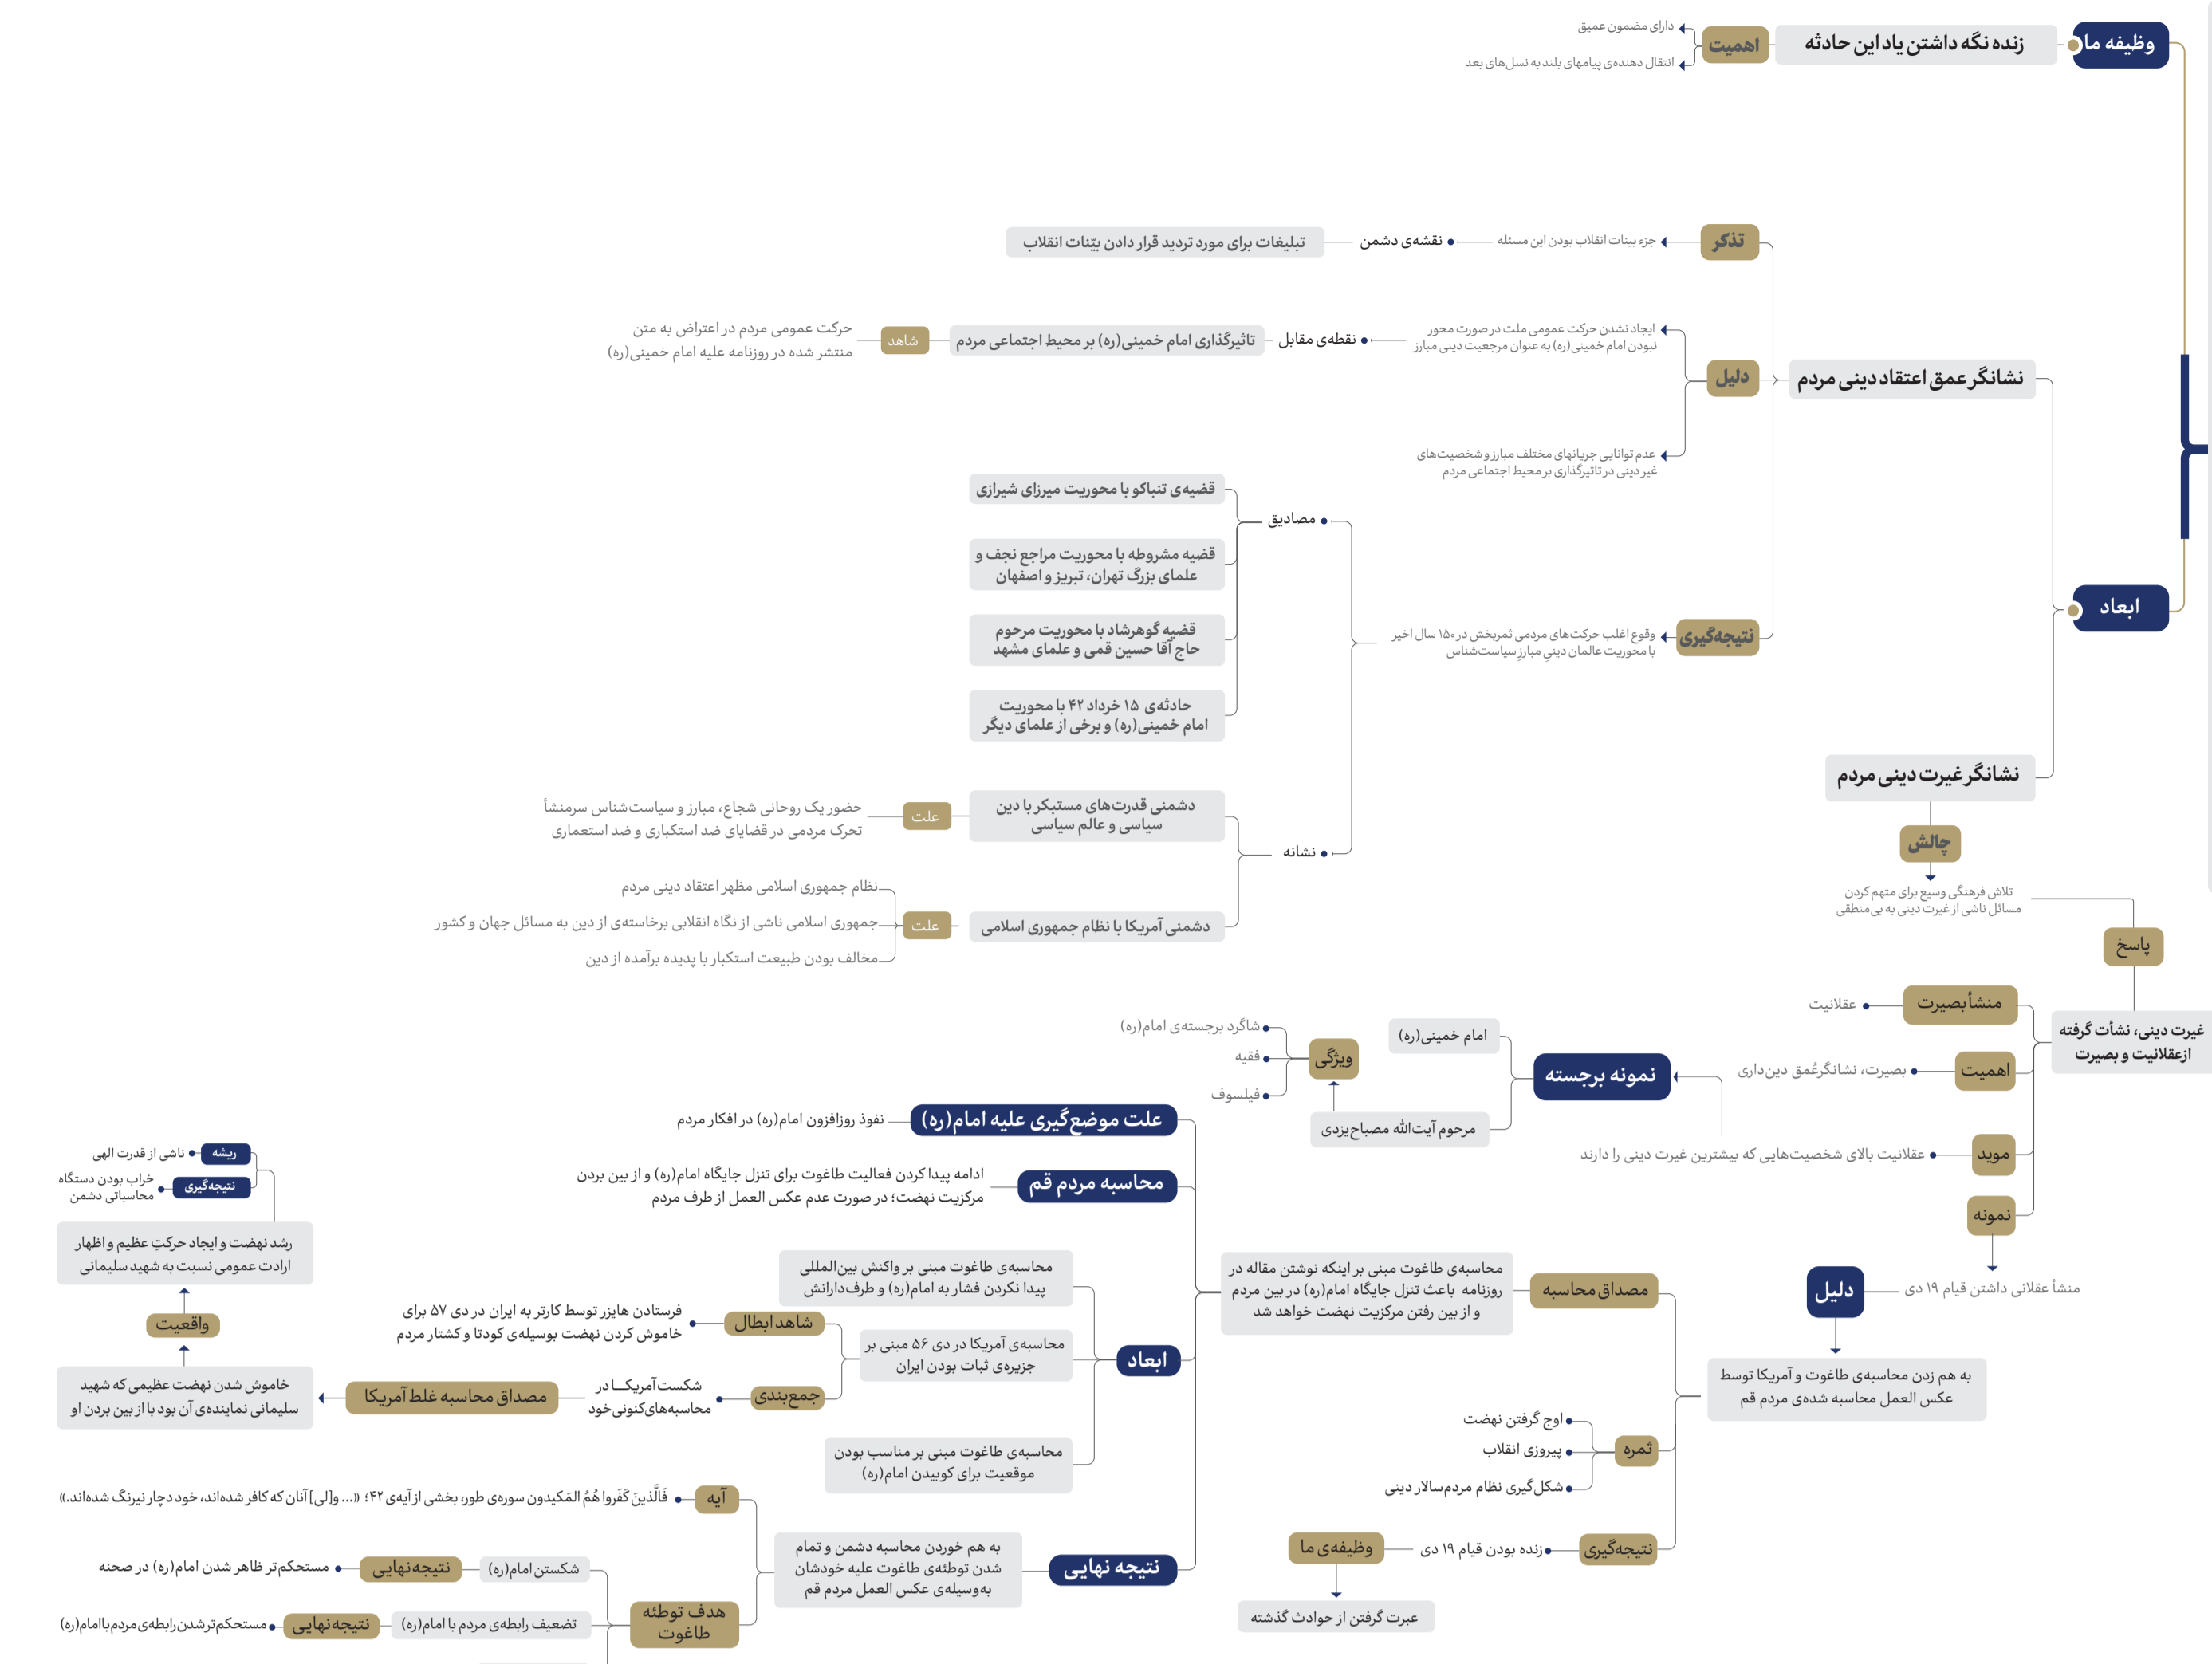 وظیفه ما
زنده نگه داشتن یاد این حادثه
اهمیت
دارای مضمون عمیق
انتقال دهنده‌ی پیامهای بلند به نسل‌های بعد
ابعاد
نشانگر عمق اعتقاد دینی مردم
تذکر
جزء بینات انقلاب بودن این مسئله
نقشه‌ی دشمن
تبلیغات برای مورد تردید قرار دادن بیّنات انقلاب
دلیل
ایجاد نشدن حرکت عمومی ملت در صورت محور
نبودن امام خمینی(ره) به عنوان مرجعیت دینی مبارز
نقطه‌ی مقابل
تاثیرگذاری امام خمینی(ره) بر محیط اجتماعی مردم
شاهد
حرکت عمومی مردم در اعتراض به متن
منتشر شده در روزنامه علیه امام خمینی(ره)
عدم توانایی جریانهای مختلف مبارز و شخصیت‌های
غیر دینی در تاثیرگذاری بر محیط اجتماعی مردم
نتیجه‌گیری
وقوع اغلب حرکت‌های مردمی ثمربخش در ۱۵۰ سال اخیر
با محوریت عالمان دینیِ مبارزِ سیاست‌شناس
مصادیق
قضیه‌ی تنباکو با محوریت میرزای شیرازی
قضیه مشروطه با محوریت مراجع نجف و
علمای بزرگ تهران، تبریز و اصفهان
قضیه گوهرشاد با محوریت مرحوم
حاج آقا حسین قمی و علمای مشهد
حادثه‌ی ۱۵ خرداد ۴۲ با محوریت
امام خمینی(ره) و برخی از علمای دیگر
نشانه
دشمنی قدرت‌های مستبکر با دین
سیاسی و عالم سیاسی
علت
حضور یک روحانی شجاع، مبارز و سیاست‌شناس سرمنشأ
تحرک مردمی در قضایای ضد استکباری و ضد استعماری
دشمنی آمریکا با نظام جمهوری اسلامی
علت
نظام جمهوری اسلامی مظهر اعتقاد دینی مردم
جمهوری اسلامی ناشی از نگاه انقلابی برخاسته‌ی از دین به مسائل جهان و کشور
مخالف بودن طبیعت استکبار با پدیده برآمده از دین
نشانگر غیرت دینی مردم
چالش
تلاش فرهنگی وسیع برای متهم کردن
مسائل ناشی از غیرت دینی به بی‌منطقی
پاسخ
غیرت دینی، نشأت گرفته
از عقلانیت و بصیرت
منشأ بصیرت
عقلانیت
اهمیت
بصیرت، نشانگر عُمق دین‌داری
موید
عقلانیت بالای شخصیت‌هایی که بیشترین غیرت دینی را دارند
نمونه برجسته
امام خمینی(ره)
مرحوم آیت‌الله مصباح‌یزدی
ویژگی
شاگرد برجسته‌ی امام(ره)
فقیه
فیلسوف
نمونه
منشأ عقلانی داشتن قیام ۱۹ دی
دلیل
به هم زدن محاسبه‌ی طاغوت و آمریکا توسط
عکس العمل محاسبه شده‌ی مردم قم
مصداق محاسبه
محاسبه‌ی طاغوت مبنی بر اینکه نوشتن مقاله در
روزنامه باعث تنزل جایگاه امام(ره) در بین مردم
و از بین رفتن مرکزیت نهضت خواهد شد
علت موضع‌گیری علیه امام(ره)
نفوذ روزافزون امام(ره) در افکار مردم
محاسبه مردم قم
ادامه پیدا کردن فعالیت طاغوت برای تنزل جایگاه امام(ره) و از بین بردن
مرکزیت نهضت؛ در صورت عدم عکس العمل از طرف مردم
ابعاد
محاسبه‌ی طاغوت مبنی بر واکنش بین‌المللی
پیدا نکردن فشار به امام(ره) و طرف‌دارانش
محاسبه‌ی آمریکا در دی ۵۶ مبنی بر
جزیره‌ی ثبات بودن ایران
شاهد ابطال
فرستادن هایزر توسط کارتر به ایران در دی ۵۷ برای
خاموش کردن نهضت بوسیله‌ی کودتا و کشتار مردم
جمع‌بندی
شکست آمریکـا در
محاسبه‌های‌کنونی‌خود
مصداق محاسبه غلط آمریکا
خاموش شدن نهضت عظیمی که شهید
سلیمانی نماینده‌ی آن بود با از بین بردن او
واقعیت
رشد نهضت و ایجاد حرکتِ عظیم و اظهار
ارادت عمومی نسبت به شهید سلیمانی
ریشه
ناشی از قدرت الهی
نتیجه‌گیری
خراب بودن دستگاه
محاسباتی دشمن
محاسبه‌ی طاغوت مبنی بر مناسب بودن
موقعیت برای کوبیدن امام(ره)
نتیجه نهایی
به هم خوردن محاسبه دشمن و تمام
شدن توطئه‌ی طاغوت علیه خودشان
به‌وسیله‌ی عکس العمل مردم قم
آیه
فَالَّذینَ کَفَروا هُمُ المَکیدون سوره‌ی طور، بخشی از آیه‌ی ۴۲؛ «... و[لی] آنان که کافر شده‌اند، خود دچار نیرنگ شده‌اند.»
هدف توطئه
طاغوت
شکستن امام(ره)
نتیجه‌نهایی
مستحکم‌تر ظاهر شدن امام(ره) در صحنه
تضعیف رابطه‌ی مردم با امام(ره)
نتیجه‌نهایی
مستحکم‌ترشدن‌رابطه‌ی‌مردم‌با‌امام(ره)
ثمره
اوج گرفتن نهضت
پیروزی انقلاب
شکل‌گیری نظام مردم‌سالار دینی
نتیجه‌گیری
زنده بودن قیام ۱۹ دی
وظیفه‌ی ما
عبرت گرفتن از حوادث گذشته